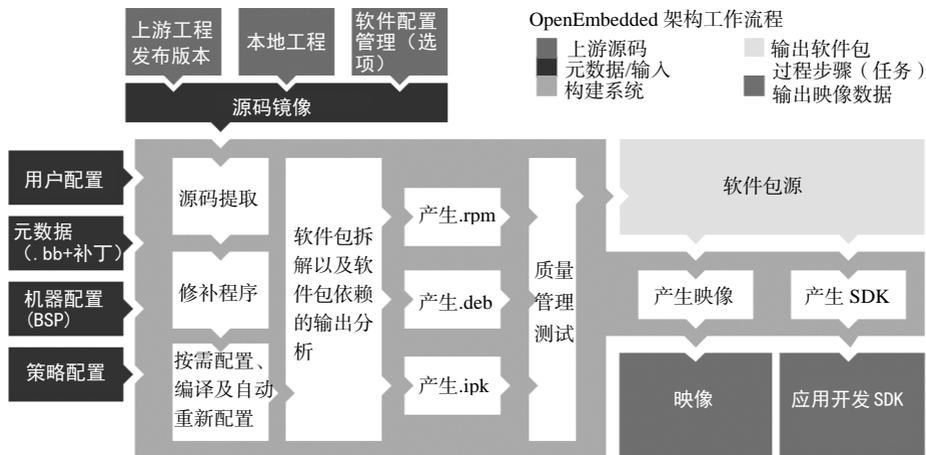 OpenEmbedded 架构工作流程
上游源码
元数据/输入
构建系统
输出软件包
过程步骤（任务）
输出映像数据
上游工程
发布版本
本地工程
软件配置
管理（选
项）
源码镜像
用户配置
元数据
（.bb+补丁）
机器配置
(BSP)
策略配置
源码提取
修补程序
按需配置、
编译及自动
重新配置
软件包拆
解以及软
件包依赖
的输出分
析
产生.rpm
产生.deb
产生.ipk
质量
管理
测试
软件包源
产生映像
产生 SDK
映像
应用开发 SDK